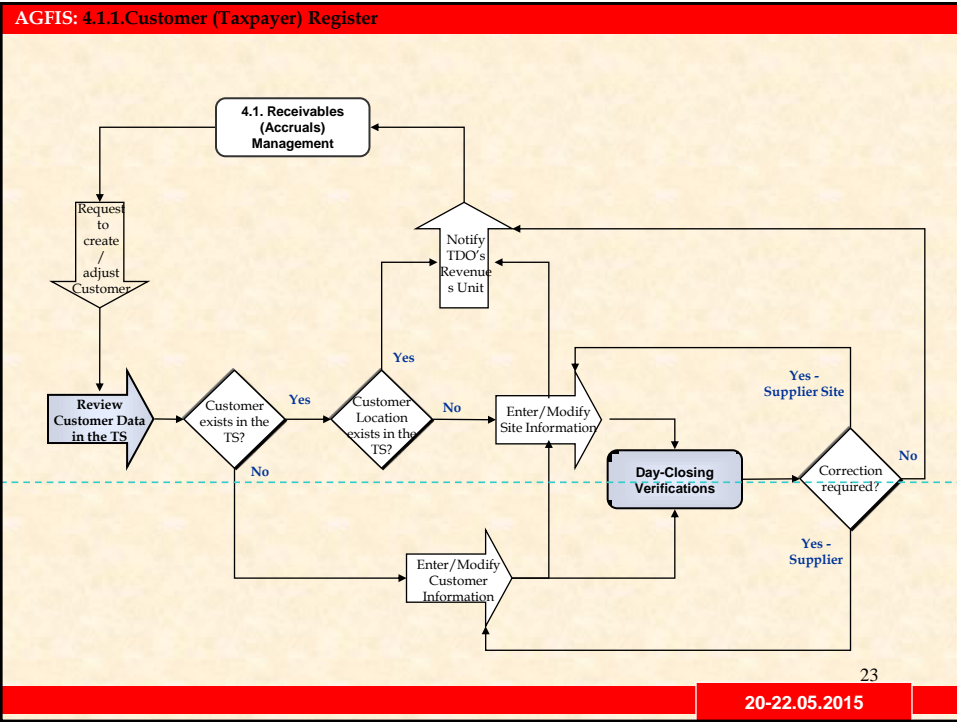 AGFIS: 4.1.1.Customer (Taxpayer) Register
4.1. Receivables
(Accruals)
Management
Request
to
create
/
adjust
Customer
Notify
TDO's
Revenue
s Unit
Yes
Yes -
Supplier Site
Review
Customer Data
in the TS
Customer
exists in the
TS?
Yes
Customer
Location
exists in the
TS?
No
Enter/Modify
Site Information
No
Day-Closing
Verifications
Correction
required?
No
Yes -
Supplier
Enter/Modify
Customer
Information
23
20-22.05.2015